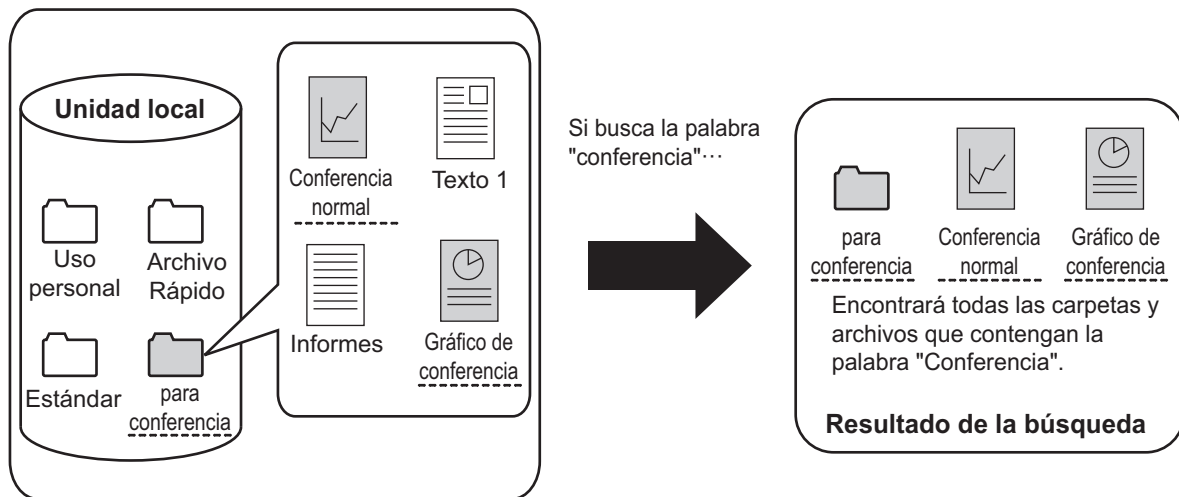 Unidad local
Uso
personal
Archivo
Rápido
Estándar
para
conferencia
Conferencia
normal
Texto 1
Informes
Gráfico de
conferencia
Si busca la palabra
"conferencia"···
para
conferencia
Conferencia
normal
Gráfico de
conferencia
Encontrará todas las carpetas y
archivos que contengan la
palabra "Conferencia".
Resultado de la búsqueda